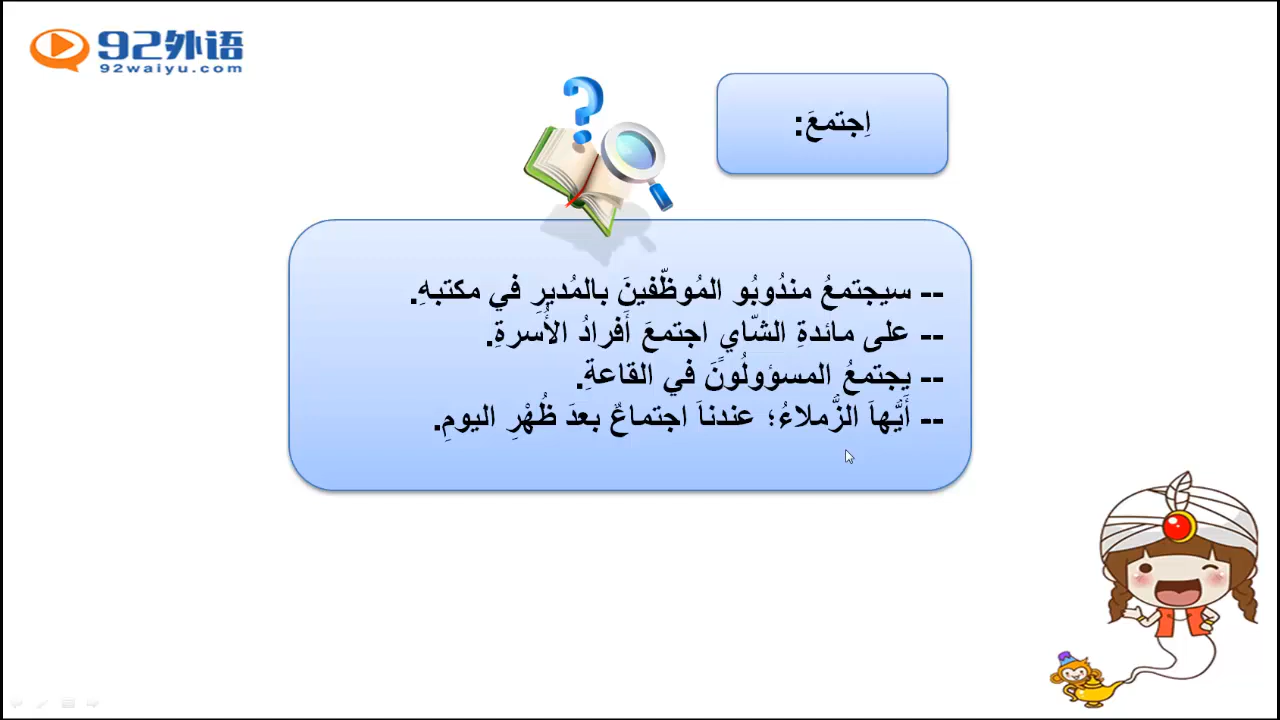 92外语
92waiyu.com
اِجتمعَ:
-- سيجتمعُ مندُوبُو المُوظّفينَ بالمُديرِ في مكتبهِ.
-- على مائدةِ الشّاي اجتمعَ أَفرادُ الأُسرةِ.
-- يجتمعُ المسؤولُونََ في القاعةِ.
-- أَيَّهاَ الزُّملاءُ؛ عندناَ اجتماعٌ بعدَ ظُهْرِ اليومِ.